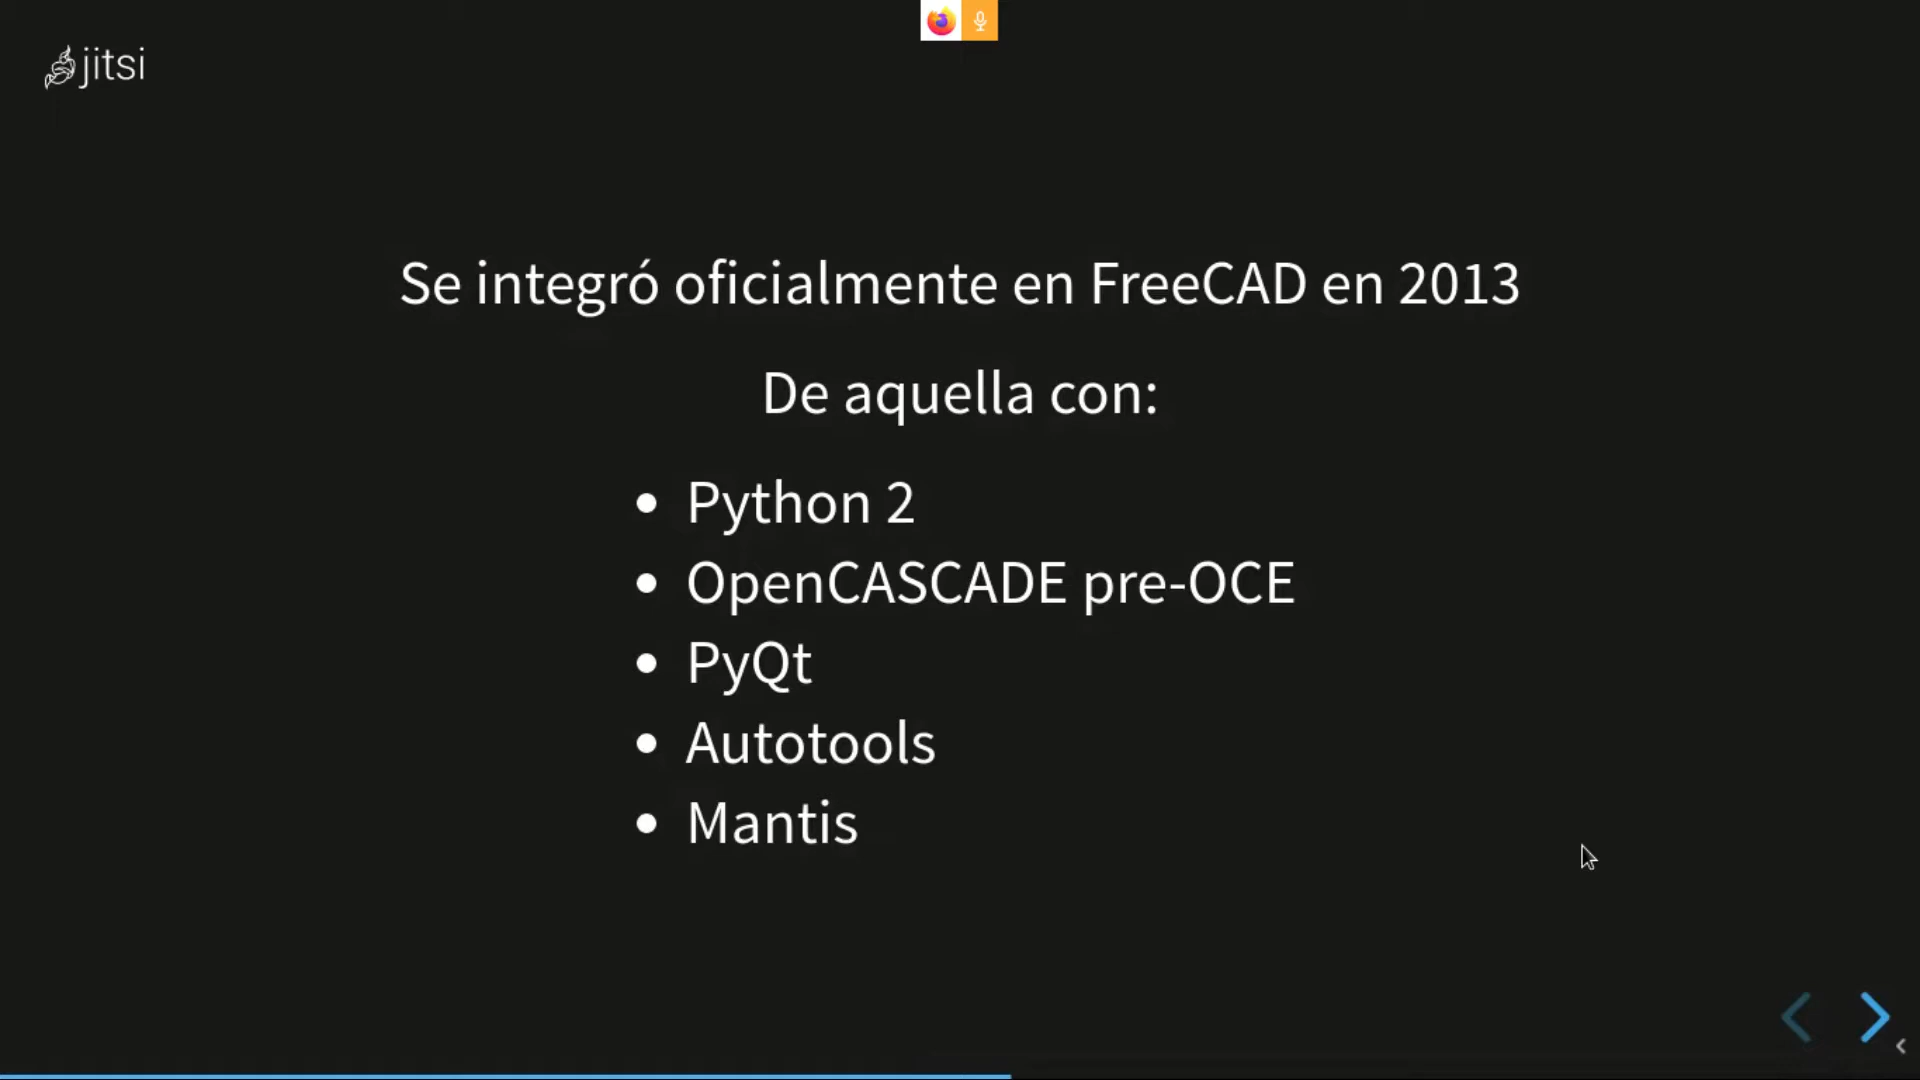 jitsi
Se integró oficialmente en FreeCAD en 2013
De aquella con:
Python 2
OpenCASCADE pre-OCE
PyQt
Autotools
Mantis